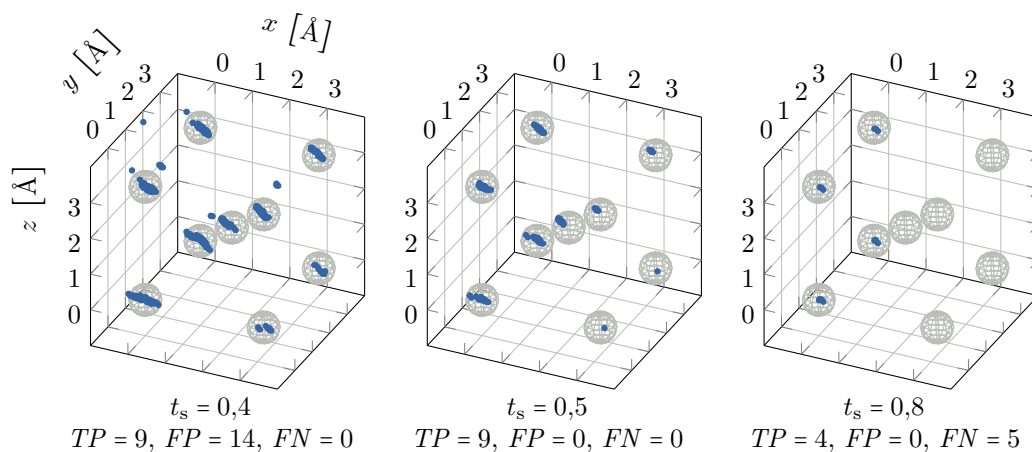 x [Å]
y [Å]
z [Å]
0 1 2 3
0 1 2 3
3
2
1
0
0 1 2 3
0 1 2 3
3
2
1
0
0 1 2 3
0 1 2 3
3
2
1
0
t_s = 0,4
TP = 9, FP = 14, FN = 0
t_s = 0,5
TP = 9, FP = 0, FN = 0
t_s = 0,8
TP = 4, FP = 0, FN = 5